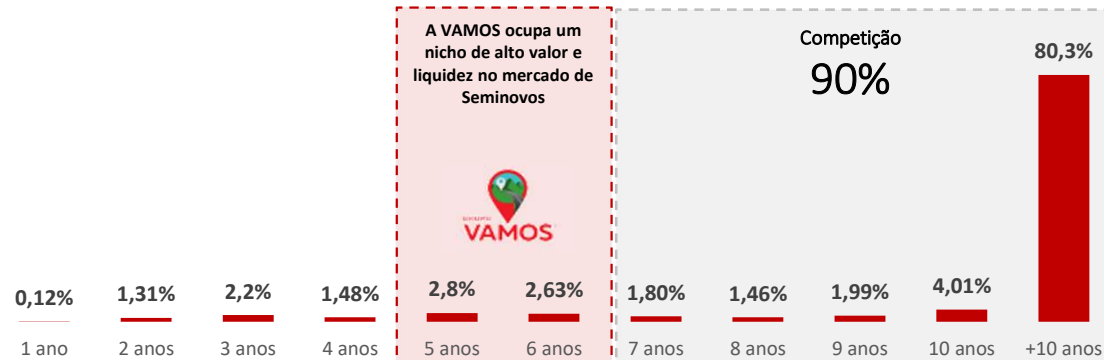 A VAMOS ocupa um
nicho de alto valor e
liquidez no mercado de
Seminovos
Competição
90%
80,3%
VAMOS
0,12%
1,31%
2,2%
1,48%
2,8%
2,63%
1,80%
1,46%
1,99%
4,01%
1 ano
2 anos
3 anos
4 anos
5 anos
6 anos
7 anos
8 anos
9 anos
10 anos
+10 anos